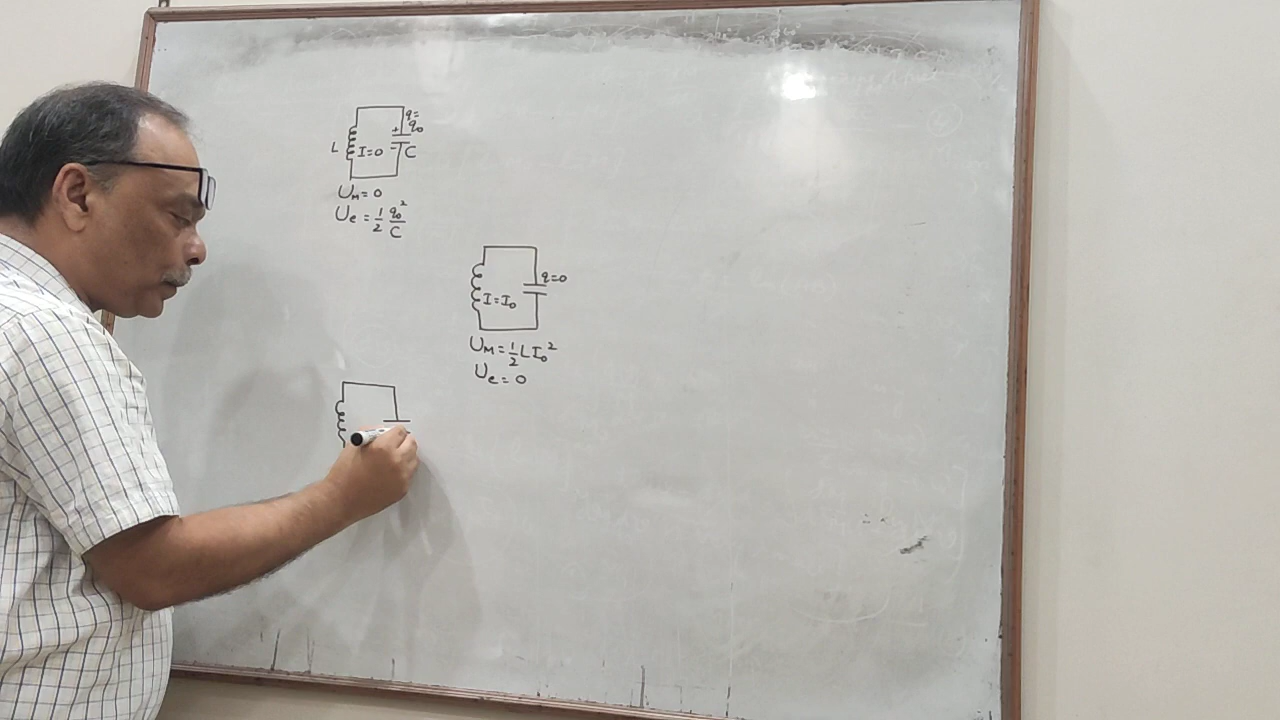 q=
+ q₀
L I=0 - C
U_M = 0
U_e = 1/2 q₀²/C
q=0
I=I₀
U_M = 1/2 L I₀²
U_e = 0